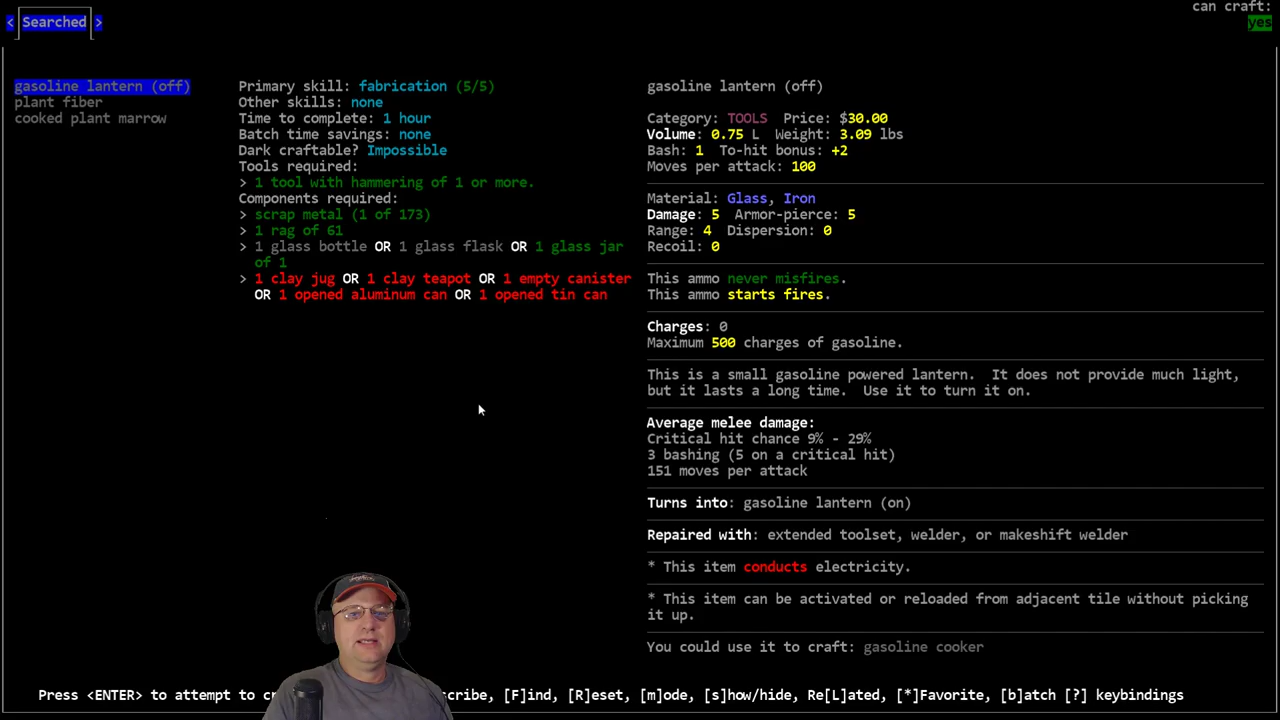 can craft:
< Searched >
yes
gasoline lantern (off)
plant fiber
cooked plant marrow
Primary skill: fabrication (5/5)
Other skills: none
Time to complete: 1 hour
Batch time savings: none
Dark craftable? Impossible
Tools required:
> 1 tool with hammering of 1 or more.
Components required:
> scrap metal (1 of 173)
> 1 rag of 61
> 1 glass bottle OR 1 glass flask OR 1 glass jar
of 1
> 1 clay jug OR 1 clay teapot OR 1 empty canister
OR 1 opened aluminum can OR 1 opened tin can
gasoline lantern (off)
Category: TOOLS Price: $30.00
Volume: 0.75 L Weight: 3.09 lbs
Bash: 1 To-hit bonus: +2
Moves per attack: 100
Material: Glass, Iron
Damage: 5 Armor-pierce: 5
Range: 4 Dispersion: 0
Recoil: 0
This ammo never misfires.
This ammo starts fires.
Charges: 0
Maximum 500 charges of gasoline.
This is a small gasoline powered lantern. It does not provide much light,
but it lasts a long time. Use it to turn it on.
Average melee damage:
Critical hit chance 9% - 29%
3 bashing (5 on a critical hit)
151 moves per attack
Turns into: gasoline lantern (on)
Repaired with: extended toolset, welder, or makeshift welder
* This item conducts electricity.
* This item can be activated or reloaded from adjacent tile without picking
it up.
You could use it to craft: gasoline cooker
Press <ENTER> to attempt to cr scribe, [F]ind, [R]eset, [m]ode, [s]how/hide, Re[L]ated, [*]Favorite, [b]atch [?] keybindings